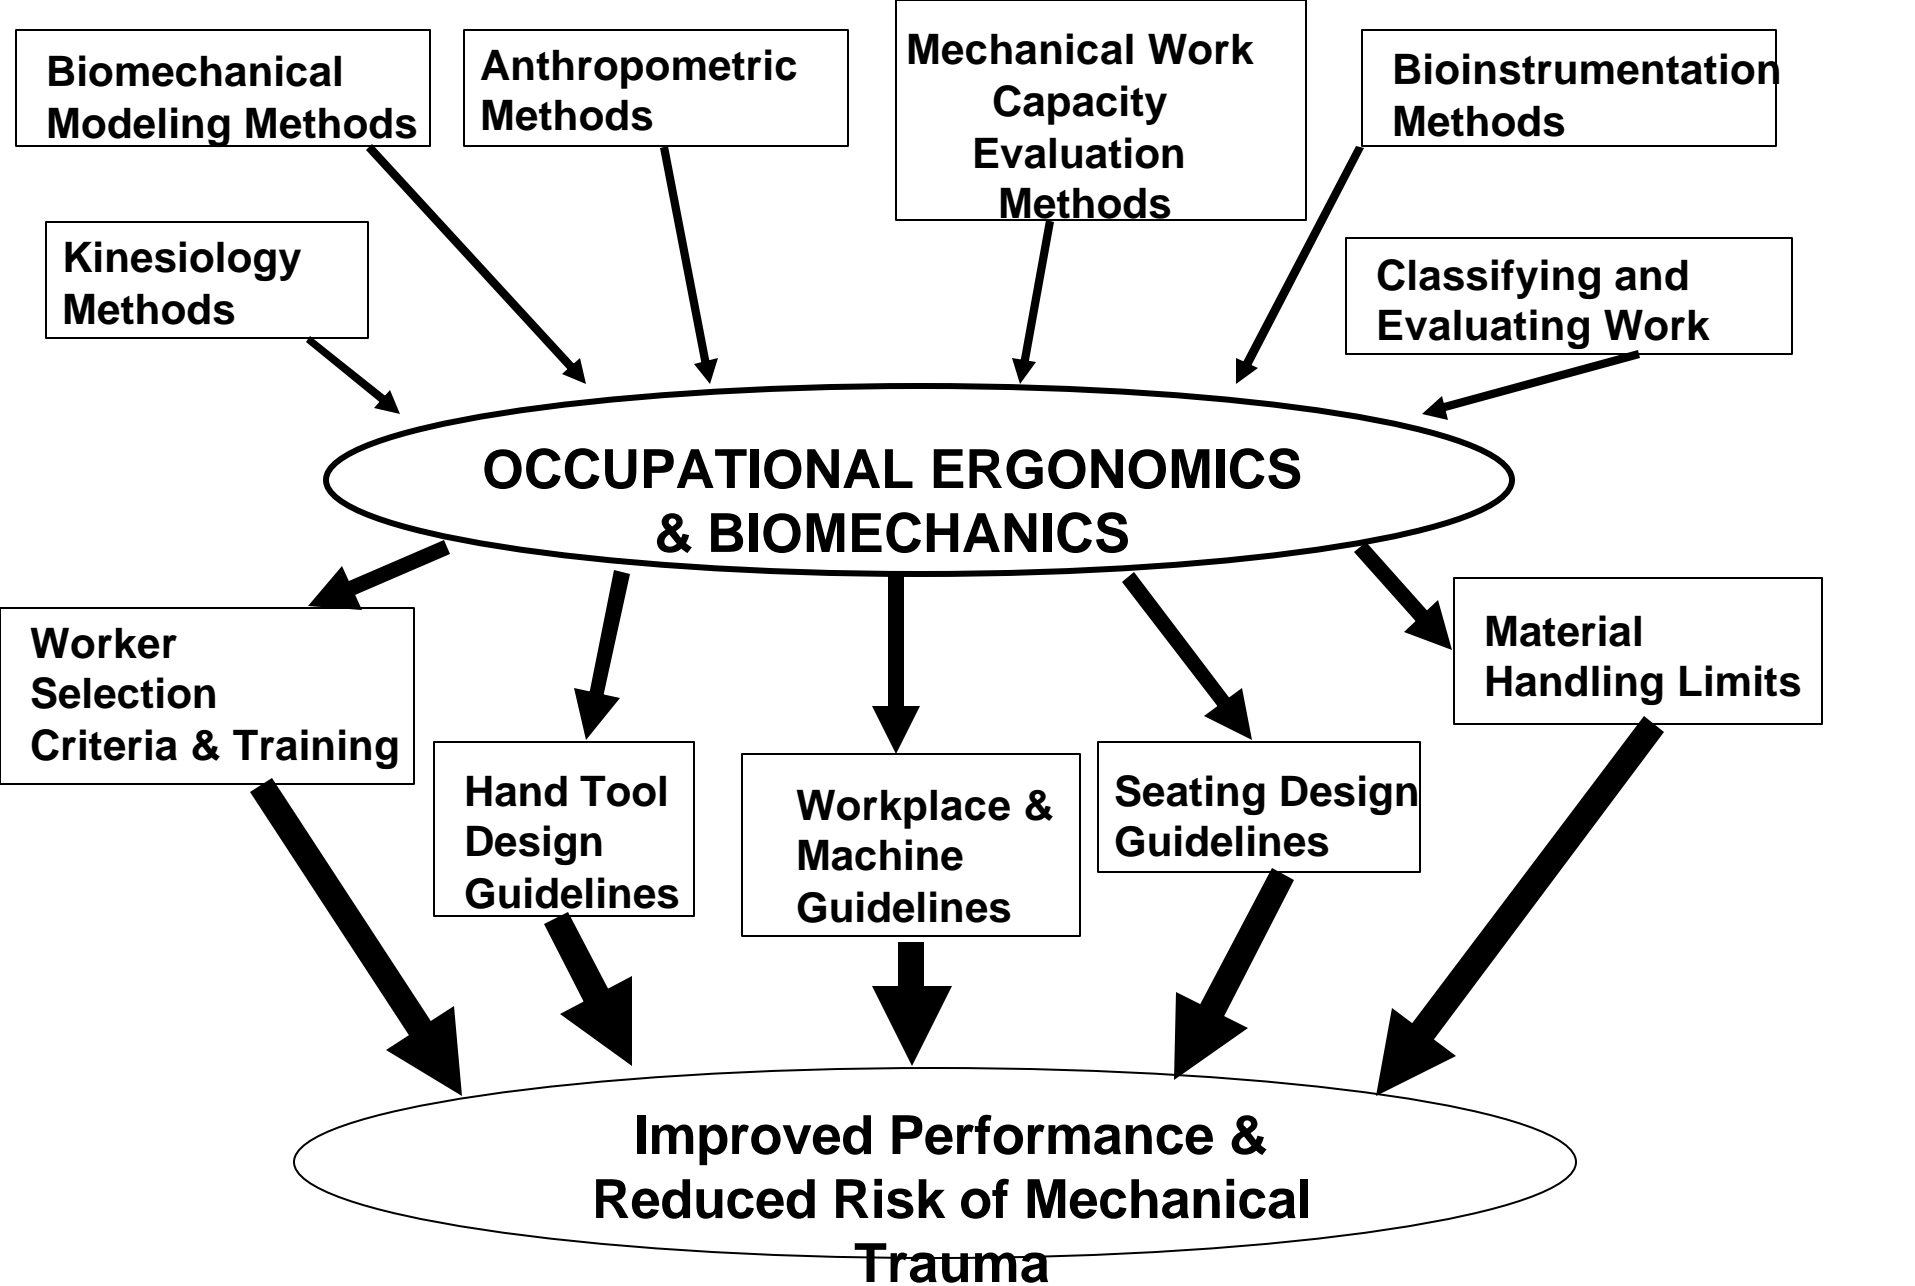 Biomechanical
Modeling Methods
Anthropometric
Methods
Mechanical Work
Capacity
Evaluation
Methods
Bioinstrumentation
Methods
Kinesiology
Methods
Classifying and
Evaluating Work
OCCUPATIONAL ERGONOMICS
& BIOMECHANICS
Worker
Selection
Criteria & Training
Hand Tool
Design
Guidelines
Workplace &
Machine
Guidelines
Seating Design
Guidelines
Material
Handling Limits
Improved Performance &
Reduced Risk of Mechanical
Trauma